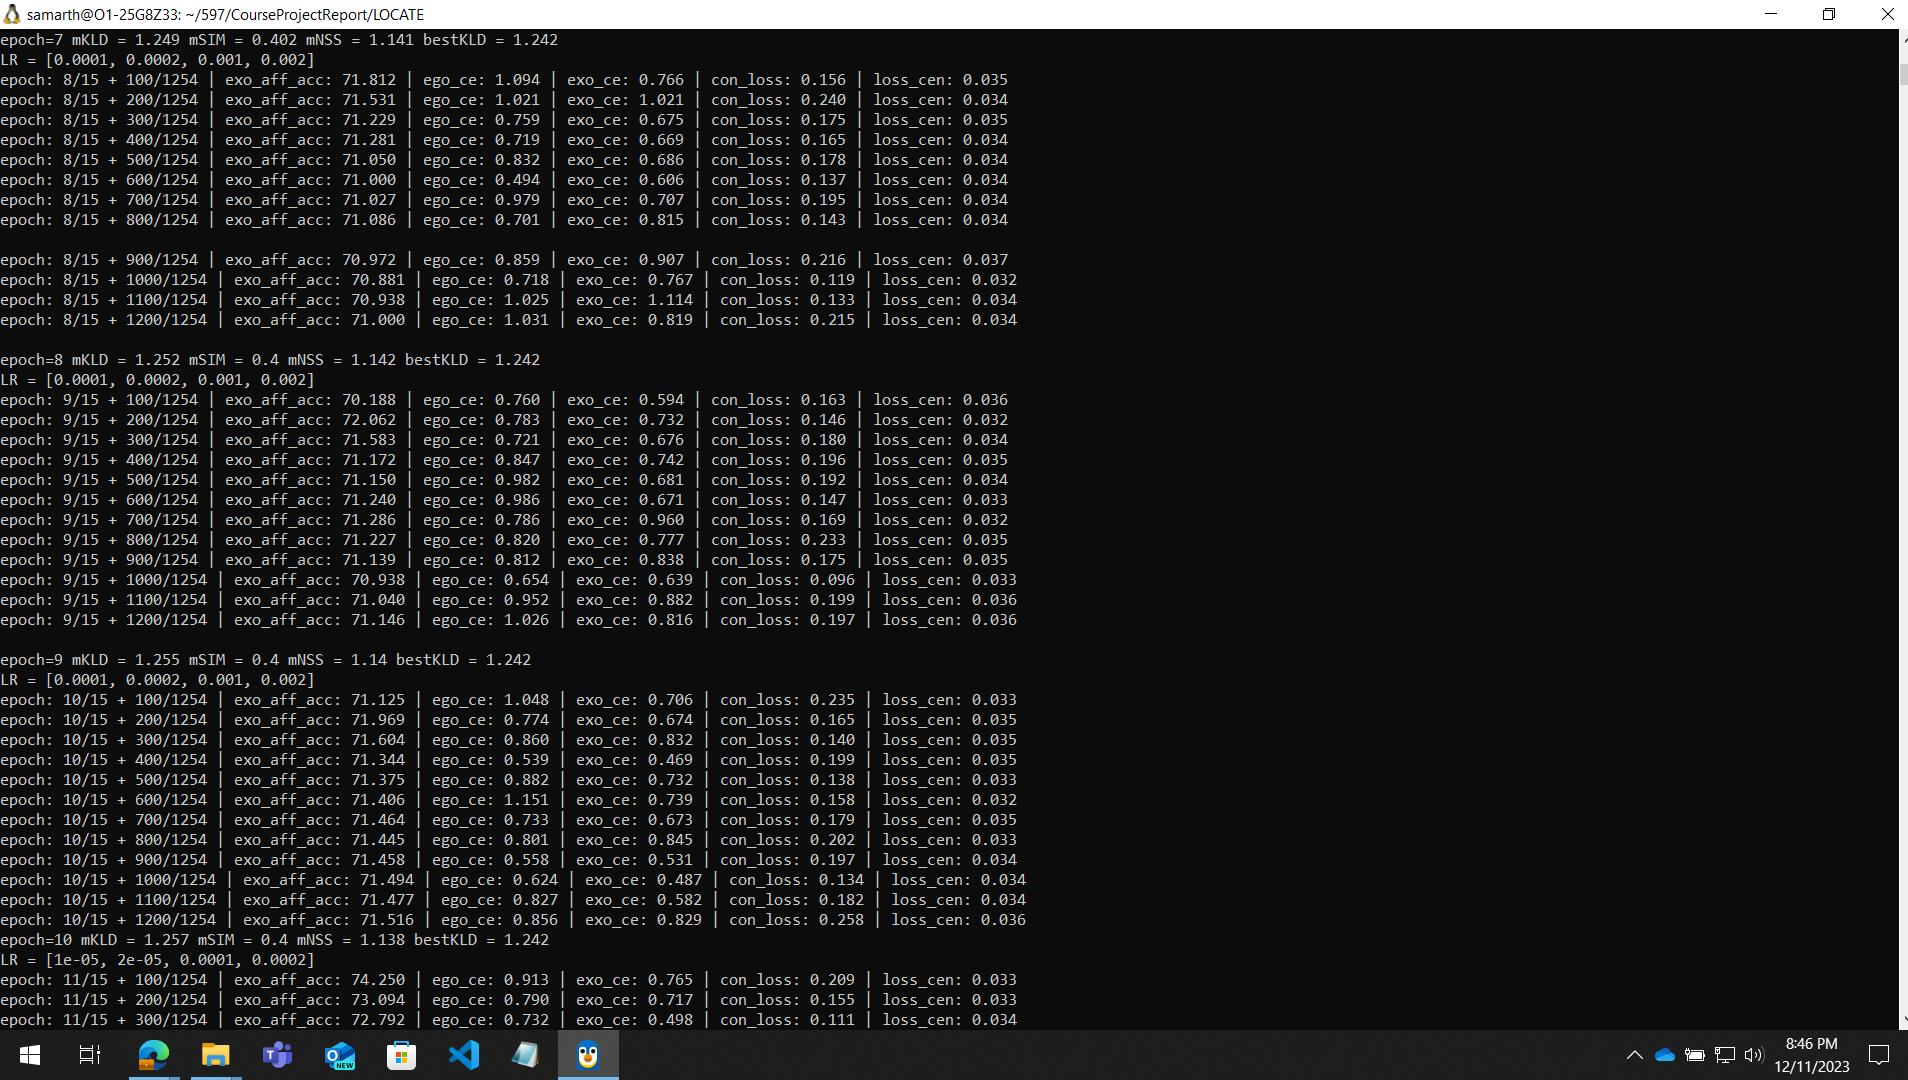 samarth@O1-25G8Z33: ~/597/CourseProjectReport/LOCATE
epoch=7 mKLD = 1.249 mSIM = 0.402 mNSS = 1.141 bestKLD = 1.242
LR = [0.0001, 0.0002, 0.001, 0.002]
epoch: 8/15 + 100/1254 | exo_aff_acc: 71.812 | ego_ce: 1.094 | exo_ce: 0.766 | con_loss: 0.156 | loss_cen: 0.035
epoch: 8/15 + 200/1254 | exo_aff_acc: 71.531 | ego_ce: 1.021 | exo_ce: 1.021 | con_loss: 0.240 | loss_cen: 0.034
epoch: 8/15 + 300/1254 | exo_aff_acc: 71.229 | ego_ce: 0.759 | exo_ce: 0.675 | con_loss: 0.175 | loss_cen: 0.035
epoch: 8/15 + 400/1254 | exo_aff_acc: 71.281 | ego_ce: 0.719 | exo_ce: 0.669 | con_loss: 0.165 | loss_cen: 0.034
epoch: 8/15 + 500/1254 | exo_aff_acc: 71.050 | ego_ce: 0.832 | exo_ce: 0.686 | con_loss: 0.178 | loss_cen: 0.034
epoch: 8/15 + 600/1254 | exo_aff_acc: 71.000 | ego_ce: 0.494 | exo_ce: 0.606 | con_loss: 0.137 | loss_cen: 0.034
epoch: 8/15 + 700/1254 | exo_aff_acc: 71.027 | ego_ce: 0.979 | exo_ce: 0.707 | con_loss: 0.195 | loss_cen: 0.034
epoch: 8/15 + 800/1254 | exo_aff_acc: 71.086 | ego_ce: 0.701 | exo_ce: 0.815 | con_loss: 0.143 | loss_cen: 0.034
epoch: 8/15 + 900/1254 | exo_aff_acc: 70.972 | ego_ce: 0.859 | exo_ce: 0.907 | con_loss: 0.216 | loss_cen: 0.037
epoch: 8/15 + 1000/1254 | exo_aff_acc: 70.881 | ego_ce: 0.718 | exo_ce: 0.767 | con_loss: 0.119 | loss_cen: 0.032
epoch: 8/15 + 1100/1254 | exo_aff_acc: 70.938 | ego_ce: 1.025 | exo_ce: 1.114 | con_loss: 0.133 | loss_cen: 0.034
epoch: 8/15 + 1200/1254 | exo_aff_acc: 71.000 | ego_ce: 1.031 | exo_ce: 0.819 | con_loss: 0.215 | loss_cen: 0.034
epoch=8 mKLD = 1.252 mSIM = 0.4 mNSS = 1.142 bestKLD = 1.242
LR = [0.0001, 0.0002, 0.001, 0.002]
epoch: 9/15 + 100/1254 | exo_aff_acc: 70.188 | ego_ce: 0.760 | exo_ce: 0.594 | con_loss: 0.163 | loss_cen: 0.036
epoch: 9/15 + 200/1254 | exo_aff_acc: 72.062 | ego_ce: 0.783 | exo_ce: 0.732 | con_loss: 0.146 | loss_cen: 0.032
epoch: 9/15 + 300/1254 | exo_aff_acc: 71.583 | ego_ce: 0.721 | exo_ce: 0.676 | con_loss: 0.180 | loss_cen: 0.034
epoch: 9/15 + 400/1254 | exo_aff_acc: 71.172 | ego_ce: 0.847 | exo_ce: 0.742 | con_loss: 0.196 | loss_cen: 0.035
epoch: 9/15 + 500/1254 | exo_aff_acc: 71.150 | ego_ce: 0.982 | exo_ce: 0.681 | con_loss: 0.192 | loss_cen: 0.034
epoch: 9/15 + 600/1254 | exo_aff_acc: 71.240 | ego_ce: 0.986 | exo_ce: 0.671 | con_loss: 0.147 | loss_cen: 0.033
epoch: 9/15 + 700/1254 | exo_aff_acc: 71.286 | ego_ce: 0.786 | exo_ce: 0.960 | con_loss: 0.169 | loss_cen: 0.032
epoch: 9/15 + 800/1254 | exo_aff_acc: 71.227 | ego_ce: 0.820 | exo_ce: 0.777 | con_loss: 0.233 | loss_cen: 0.035
epoch: 9/15 + 900/1254 | exo_aff_acc: 71.139 | ego_ce: 0.812 | exo_ce: 0.838 | con_loss: 0.175 | loss_cen: 0.035
epoch: 9/15 + 1000/1254 | exo_aff_acc: 70.938 | ego_ce: 0.654 | exo_ce: 0.639 | con_loss: 0.096 | loss_cen: 0.033
epoch: 9/15 + 1100/1254 | exo_aff_acc: 71.040 | ego_ce: 0.952 | exo_ce: 0.882 | con_loss: 0.199 | loss_cen: 0.036
epoch: 9/15 + 1200/1254 | exo_aff_acc: 71.146 | ego_ce: 1.026 | exo_ce: 0.816 | con_loss: 0.197 | loss_cen: 0.036
epoch=9 mKLD = 1.255 mSIM = 0.4 mNSS = 1.14 bestKLD = 1.242
LR = [0.0001, 0.0002, 0.001, 0.002]
epoch: 10/15 + 100/1254 | exo_aff_acc: 71.125 | ego_ce: 1.048 | exo_ce: 0.706 | con_loss: 0.235 | loss_cen: 0.033
epoch: 10/15 + 200/1254 | exo_aff_acc: 71.969 | ego_ce: 0.774 | exo_ce: 0.674 | con_loss: 0.165 | loss_cen: 0.035
epoch: 10/15 + 300/1254 | exo_aff_acc: 71.604 | ego_ce: 0.860 | exo_ce: 0.832 | con_loss: 0.140 | loss_cen: 0.035
epoch: 10/15 + 400/1254 | exo_aff_acc: 71.344 | ego_ce: 0.539 | exo_ce: 0.469 | con_loss: 0.199 | loss_cen: 0.035
epoch: 10/15 + 500/1254 | exo_aff_acc: 71.375 | ego_ce: 0.882 | exo_ce: 0.732 | con_loss: 0.138 | loss_cen: 0.033
epoch: 10/15 + 600/1254 | exo_aff_acc: 71.406 | ego_ce: 1.151 | exo_ce: 0.739 | con_loss: 0.158 | loss_cen: 0.032
epoch: 10/15 + 700/1254 | exo_aff_acc: 71.464 | ego_ce: 0.733 | exo_ce: 0.673 | con_loss: 0.179 | loss_cen: 0.035
epoch: 10/15 + 800/1254 | exo_aff_acc: 71.445 | ego_ce: 0.801 | exo_ce: 0.845 | con_loss: 0.202 | loss_cen: 0.033
epoch: 10/15 + 900/1254 | exo_aff_acc: 71.458 | ego_ce: 0.558 | exo_ce: 0.531 | con_loss: 0.197 | loss_cen: 0.034
epoch: 10/15 + 1000/1254 | exo_aff_acc: 71.494 | ego_ce: 0.624 | exo_ce: 0.487 | con_loss: 0.134 | loss_cen: 0.034
epoch: 10/15 + 1100/1254 | exo_aff_acc: 71.477 | ego_ce: 0.827 | exo_ce: 0.582 | con_loss: 0.182 | loss_cen: 0.034
epoch: 10/15 + 1200/1254 | exo_aff_acc: 71.516 | ego_ce: 0.856 | exo_ce: 0.829 | con_loss: 0.258 | loss_cen: 0.036
epoch=10 mKLD = 1.257 mSIM = 0.4 mNSS = 1.138 bestKLD = 1.242
LR = [1e-05, 2e-05, 0.0001, 0.0002]
epoch: 11/15 + 100/1254 | exo_aff_acc: 74.250 | ego_ce: 0.913 | exo_ce: 0.765 | con_loss: 0.209 | loss_cen: 0.033
epoch: 11/15 + 200/1254 | exo_aff_acc: 73.094 | ego_ce: 0.790 | exo_ce: 0.717 | con_loss: 0.155 | loss_cen: 0.033
epoch: 11/15 + 300/1254 | exo_aff_acc: 72.792 | ego_ce: 0.732 | exo_ce: 0.498 | con_loss: 0.111 | loss_cen: 0.034
NEW
8:46 PM
12/11/2023